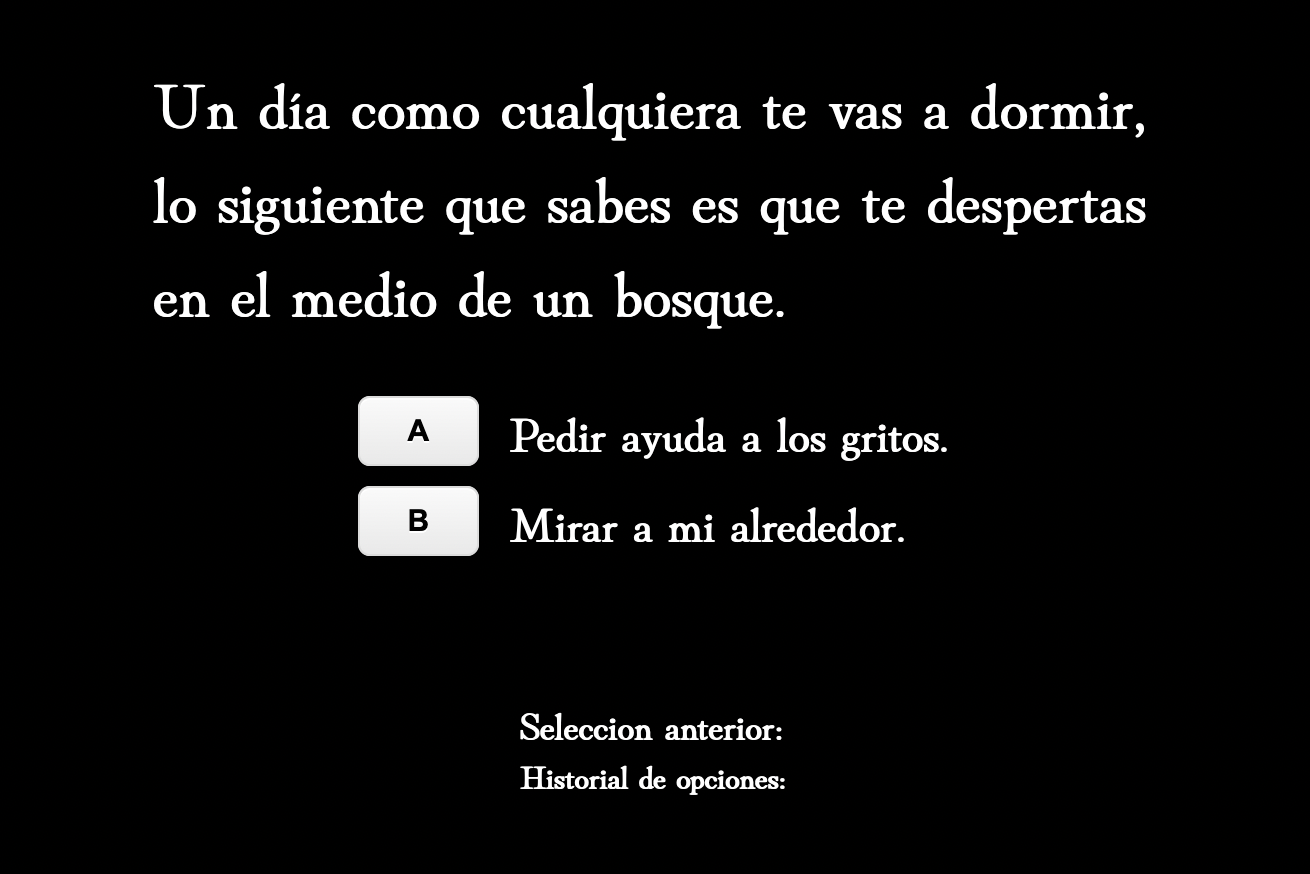 Un día como cualquiera te vas a dormir,
lo siguiente que sabes es que te despertas
en el medio de un bosque.
A Pedir ayuda a los gritos.
B Mirar a mi alrededor.
Seleccion anterior:
Historial de opciones: